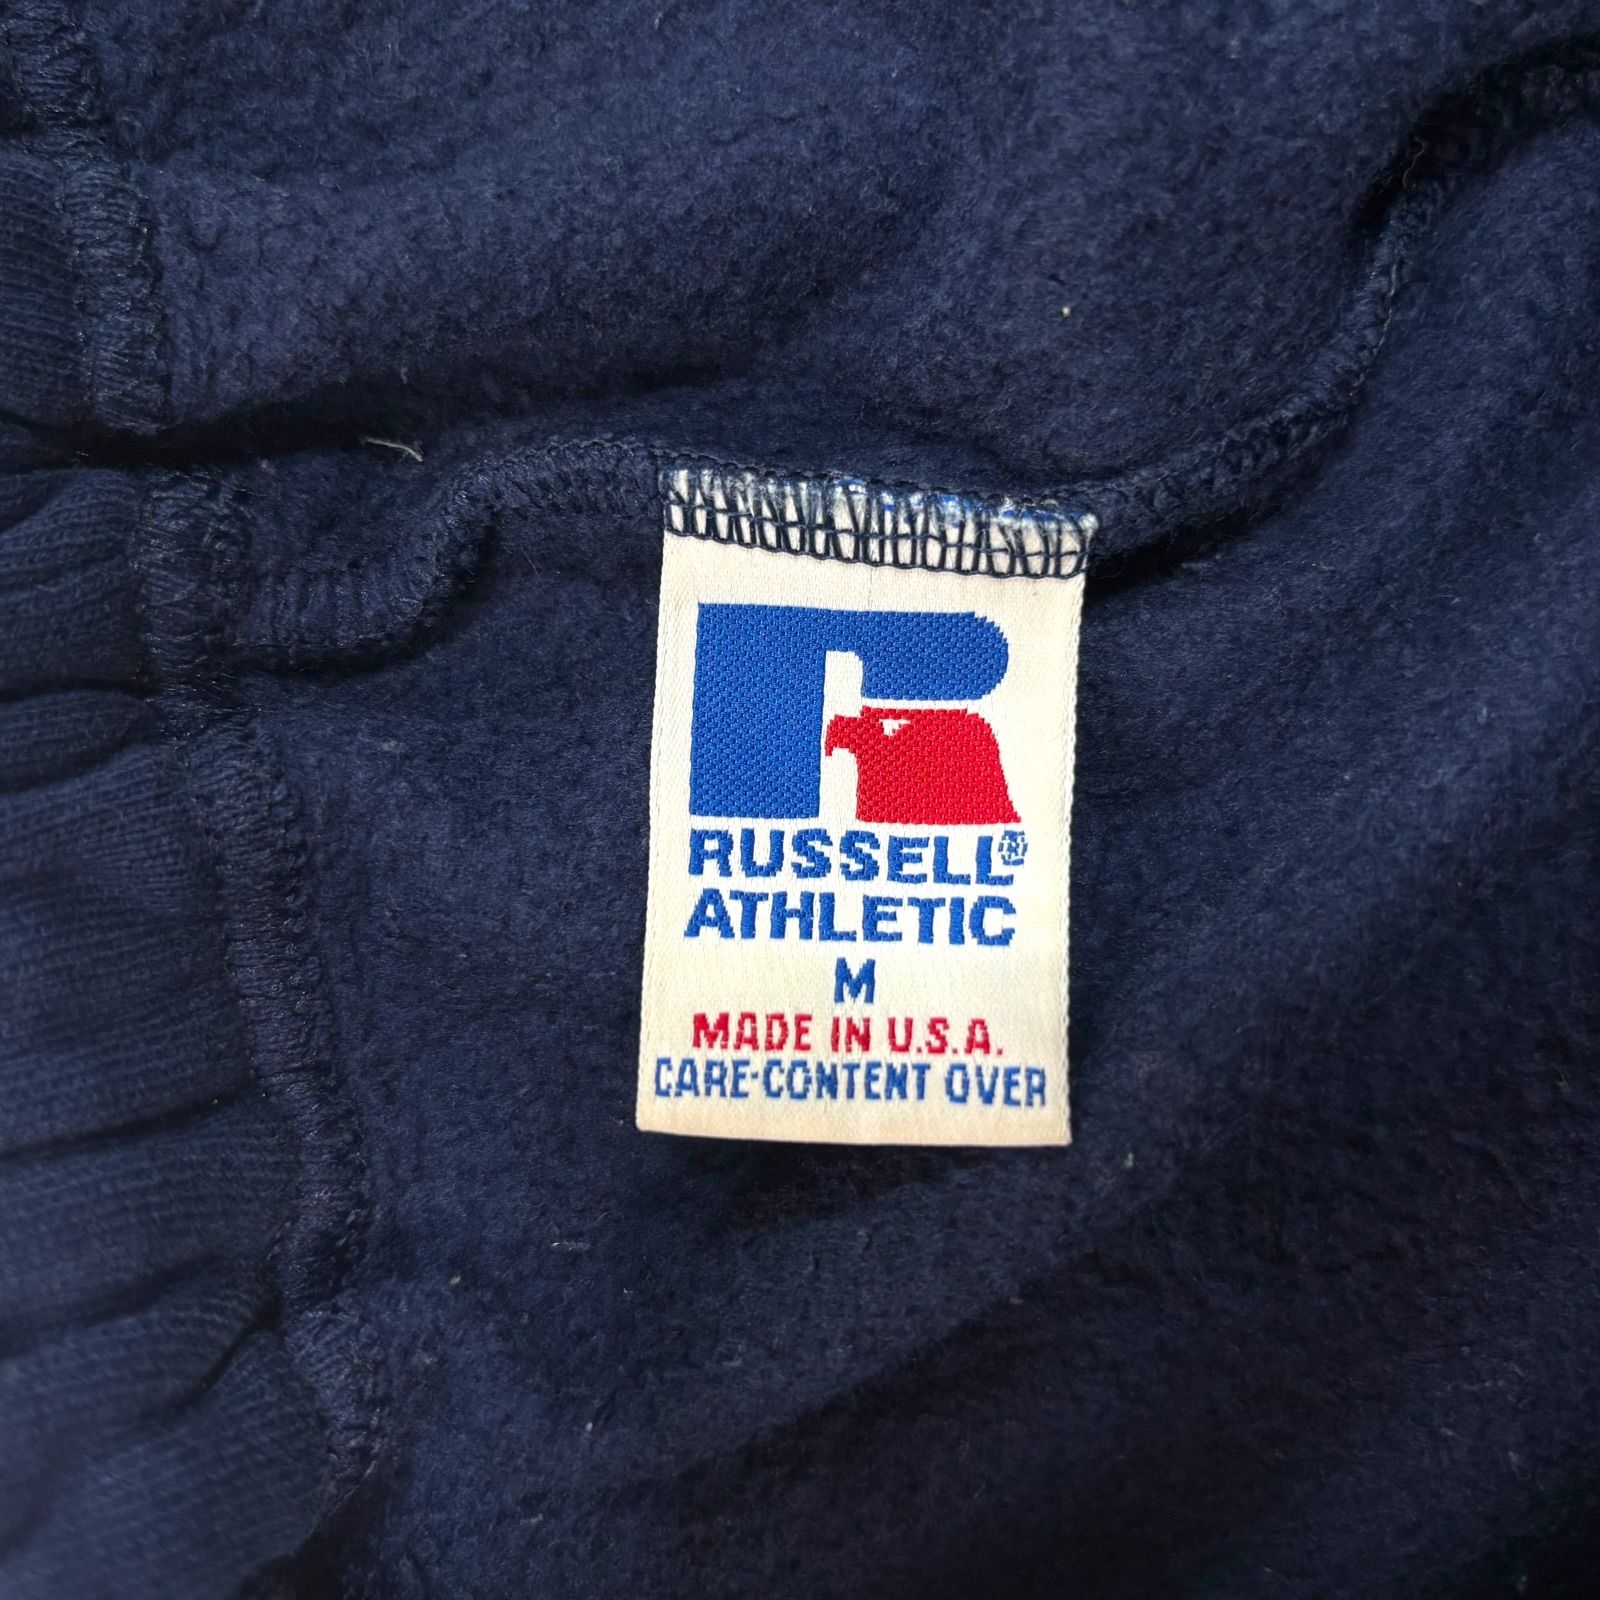 RUSSELL®
ATHLETIC
M
MADE IN U.S.A.
CARE-CONTENT OVER